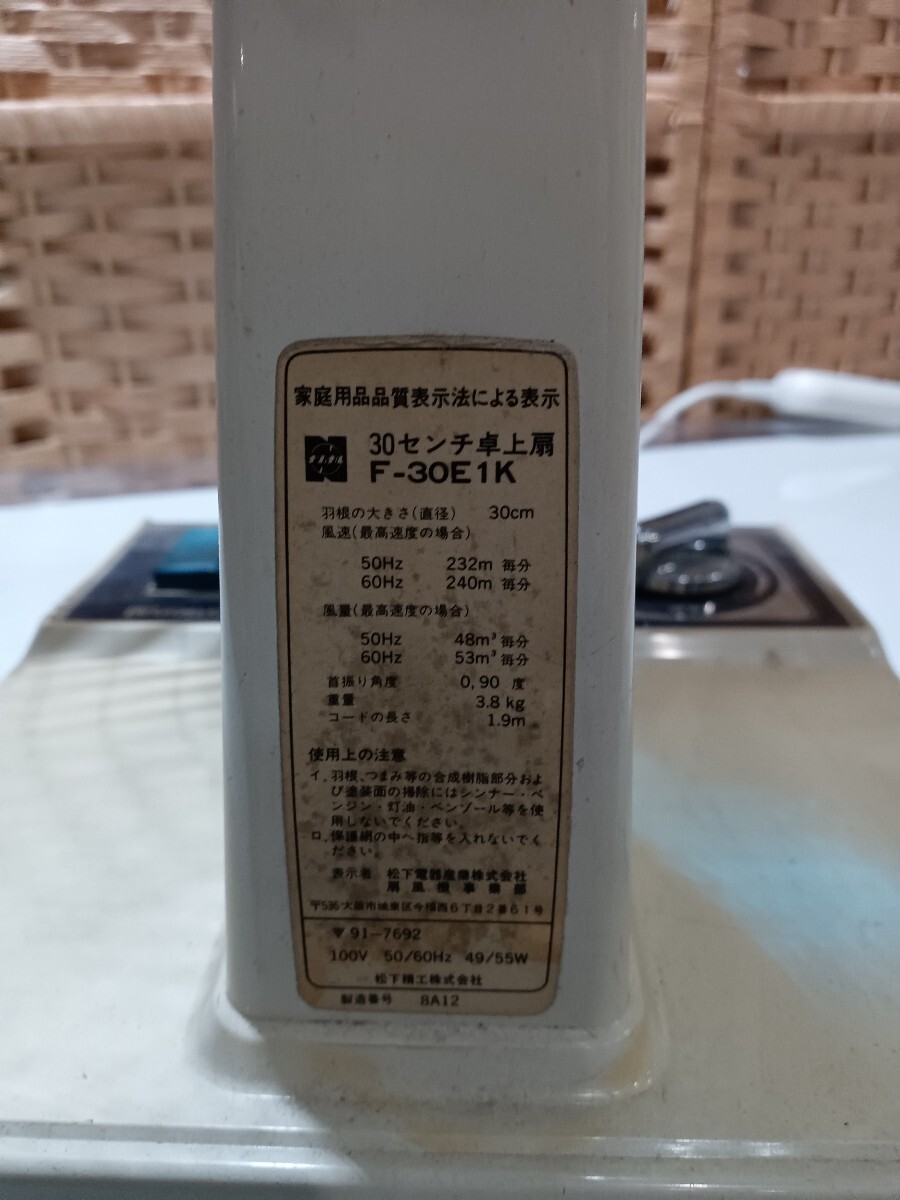 家庭用品品質表示法による表示
ナショナル
30センチ卓上扇
F-30E1K
羽根の大きさ(直径) 30cm
風速(最高速度の場合)
50Hz 232m 毎分
60Hz 240m 毎分
風量(最高速度の場合)
50Hz 48m³ 毎分
60Hz 53m³ 毎分
首振り角度 0,90 度
重量 3.8kg
コードの長さ 1.9m
使用上の注意
イ.羽根、つまみ等の合成樹脂部分およ
び塗装面の掃除にはシンナー・ベ
ンジン・灯油・ベンゾール等を使
用しないでください。
ロ.保護網の中へ指等を入れないでく
ださい。
表示者 松下電器産業株式会社
扇風機事業部
〒536 大阪市城東区今福西6丁目2番61号
〒91-7692
100V 50/60Hz 49/55W
松下精工株式会社
製造番号 8A12